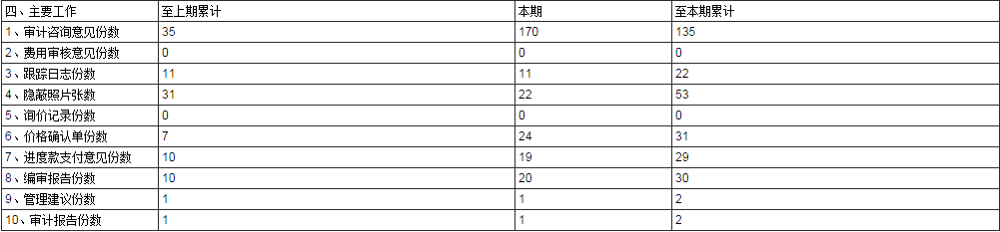 四、主要工作 至上期累计 本期 至本期累计
1、审计咨询意见份数 35 170 135
2、费用审核意见份数 0 0 0
3、跟踪日志份数 11 11 22
4、隐蔽照片张数 31 22 53
5、询价记录份数 0 0 0
6、价格确认单份数 7 24 31
7、进度款支付意见份数 10 19 29
8、编审报告份数 10 20 30
9、管理建议份数 1 1 2
10、审计报告份数 1 1 2